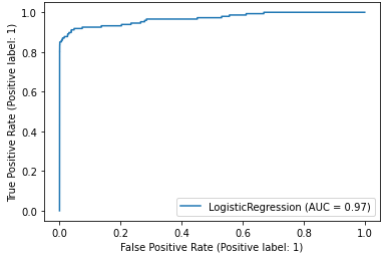 True Positive Rate (Positive label: 1)
1.0
0.8
0.6
0.4
0.2
0.0
LogisticRegression (AUC = 0.97)
0.0 0.2 0.4 0.6 0.8 1.0
False Positive Rate (Positive label: 1)